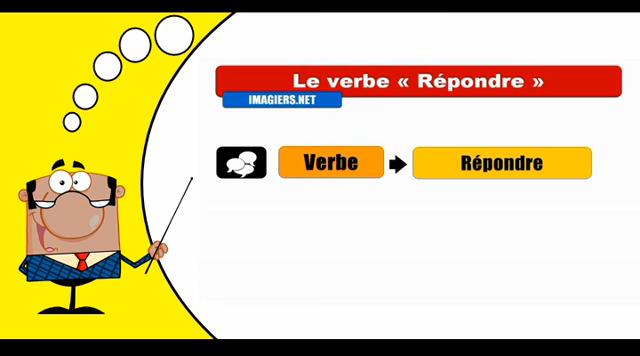 Le verbe « Répondre »
IMAGIERS.NET
Verbe
Répondre